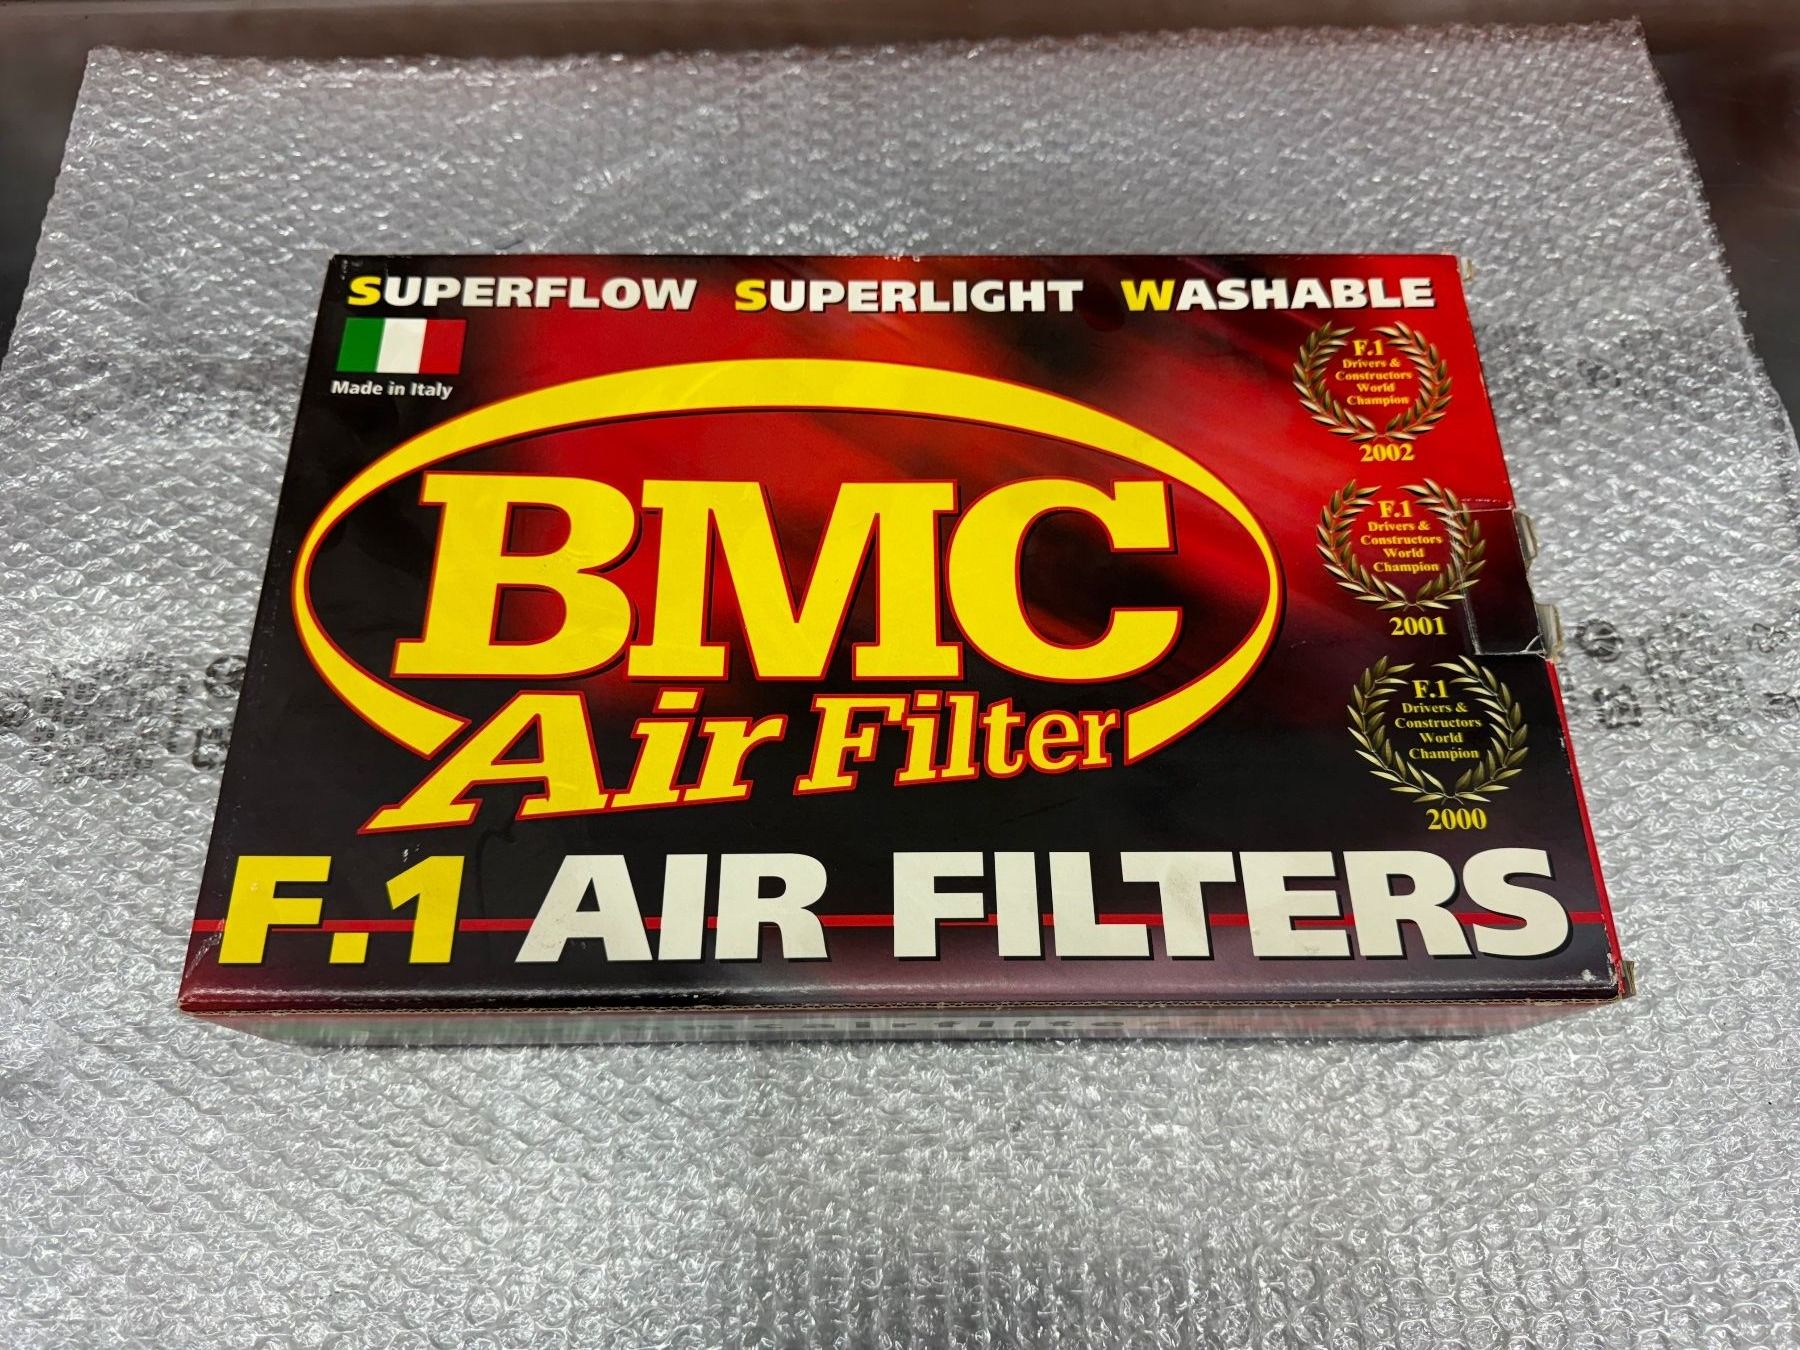 SUPERFLOW SUPERLIGHT WASHABLE
Made in Italy
BMC
Air Filter
F.1
Drivers &
Constructors
World
Champion
2002
F.1
Drivers &
Constructors
World
Champion
2001
F.1
Drivers &
Constructors
World
Champion
2000
F.1 AIR FILTERS